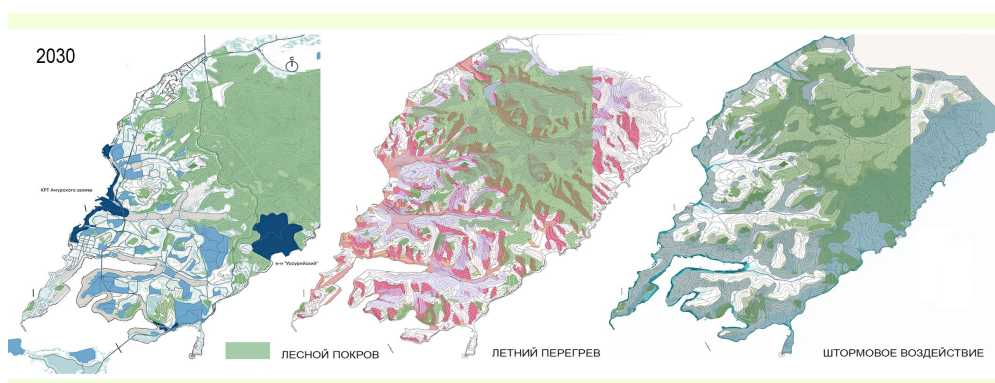 2030
КРТ Амурского залива
м-н "Уссурийский"
ЛЕСНОЙ ПОКРОВ
ЛЕТНИЙ ПЕРЕГРЕВ
ШТОРМОВОЕ ВОЗДЕЙСТВИЕ